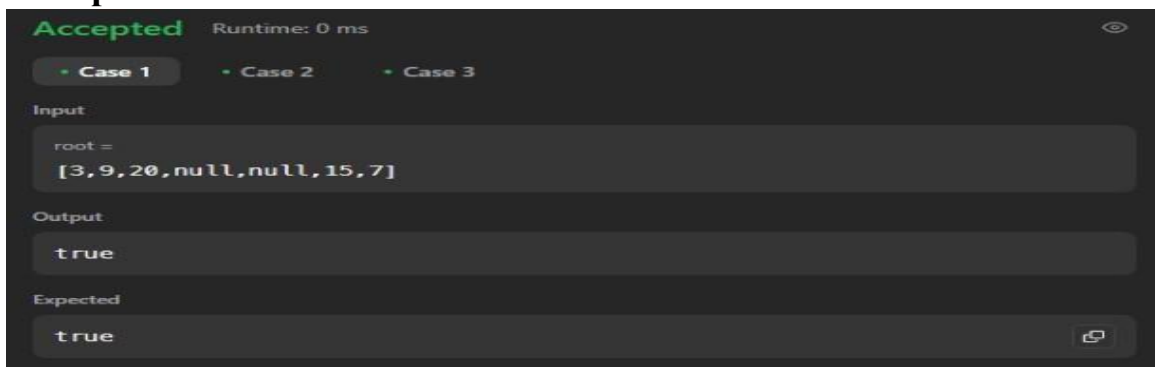 Accepted Runtime: 0 ms
• Case 1 • Case 2 • Case 3
Input
root =
[3,9,20,null,null,15,7]
Output
true
Expected
true